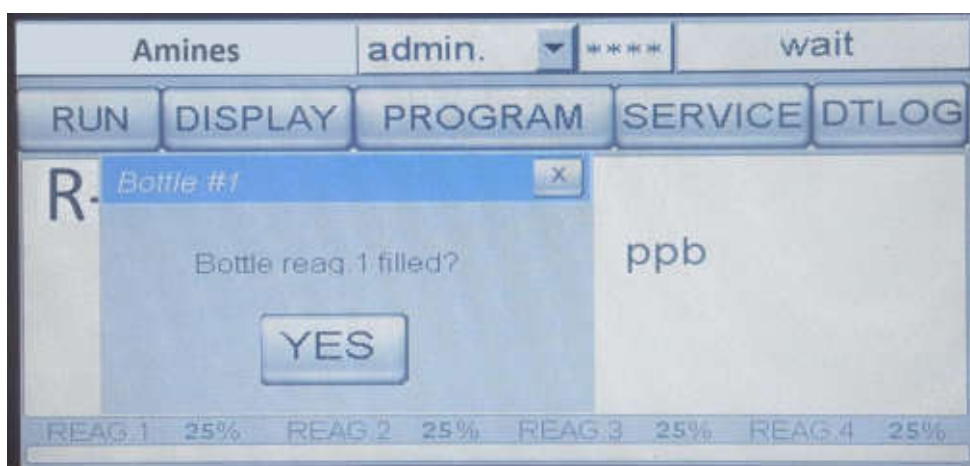 Amines admin. **** wait
RUN DISPLAY PROGRAM SERVICE DTLOG
Bottle #1 X
R-
Bottle reag.1 filled?
ppb
YES
REAG.1 25% REAG.2 25% REAG.3 25% REAG.4 25%